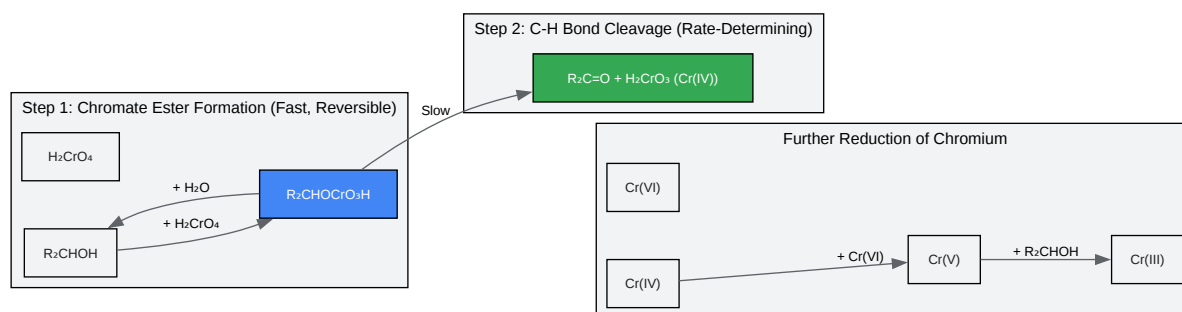 Step 2: C-H Bond Cleavage (Rate-Determining)
R₂C=O + H₂CrO₃ (Cr(IV))
Slow
Step 1: Chromate Ester Formation (Fast, Reversible)
H₂CrO₄
+ H₂O
R₂CHOCrO₃H
+ H₂CrO₄
R₂CHOH
Further Reduction of Chromium
Cr(VI)
Cr(IV)
+ Cr(VI)
Cr(V)
+ R₂CHOH
Cr(III)